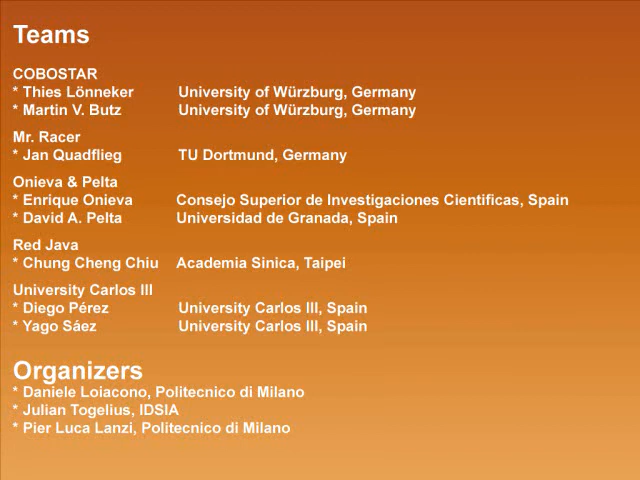 Teams
COBOSTAR
* Thies Lönneker University of Würzburg, Germany
* Martin V. Butz University of Würzburg, Germany
Mr. Racer
* Jan Quadflieg TU Dortmund, Germany
Onieva & Pelta
* Enrique Onieva Consejo Superior de Investigaciones Cientificas, Spain
* David A. Pelta Universidad de Granada, Spain
Red Java
* Chung Cheng Chiu Academia Sinica, Taipei
University Carlos III
* Diego Pérez University Carlos III, Spain
* Yago Sáez University Carlos III, Spain
Organizers
* Daniele Loiacono, Politecnico di Milano
* Julian Togelius, IDSIA
* Pier Luca Lanzi, Politecnico di Milano